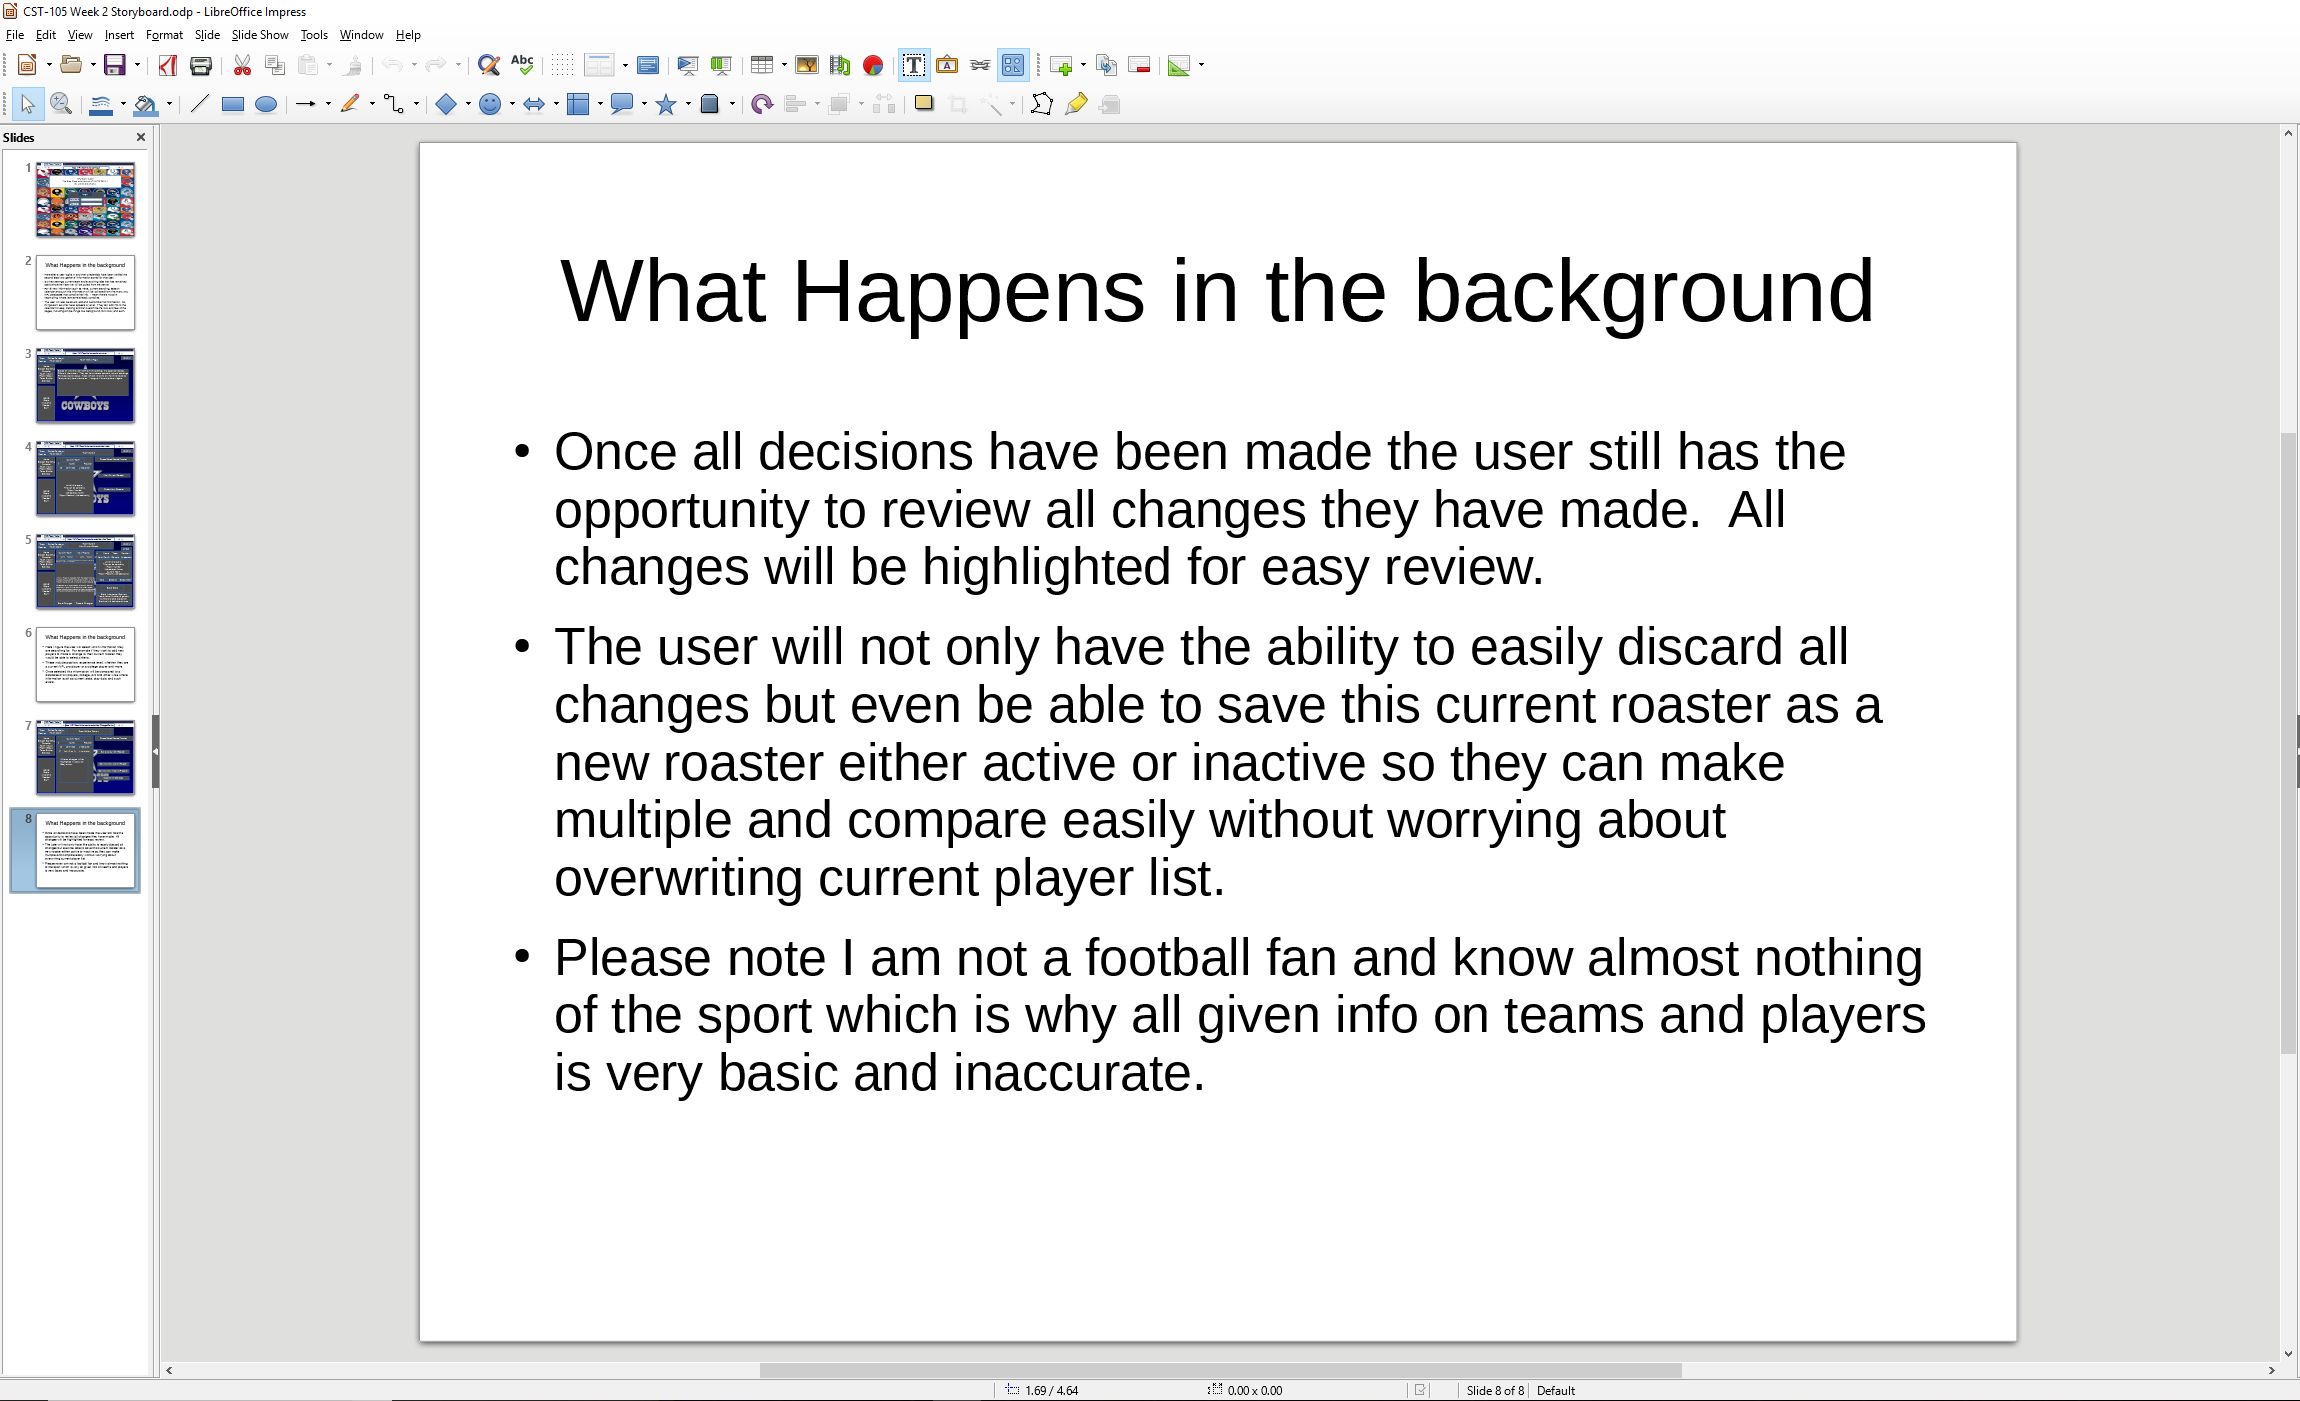 CST-105 Week 2 Storyboard.odp - LibreOffice Impress
File Edit View Insert Format Slide Slide Show Tools Window Help
Abc
T
A
Slides
1
2
What Happens in the background
3
COWBOYS
4
5
6
What Happens in the background
7
8
What Happens in the background
What Happens in the background
• Once all decisions have been made the user still has the
opportunity to review all changes they have made.  All
changes will be highlighted for easy review.
• The user will not only have the ability to easily discard all
changes but even be able to save this current roaster as a
new roaster either active or inactive so they can make
multiple and compare easily without worrying about
overwriting current player list.
• Please note I am not a football fan and know almost nothing
of the sport which is why all given info on teams and players
is very basic and inaccurate.
1.69 / 4.64
0.00 x 0.00
Slide 8 of 8
Default